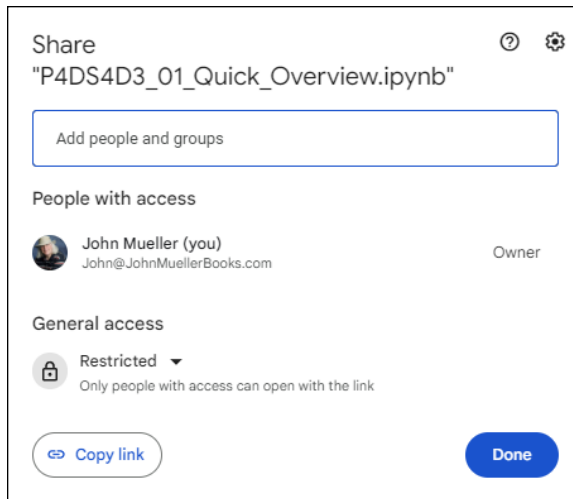 Share
"P4DS4D3_01_Quick_Overview.ipynb"
Add people and groups
People with access
John Mueller (you)
John@JohnMuellerBooks.com
Owner
General access
Restricted
Only people with access can open with the link
Copy link
Done